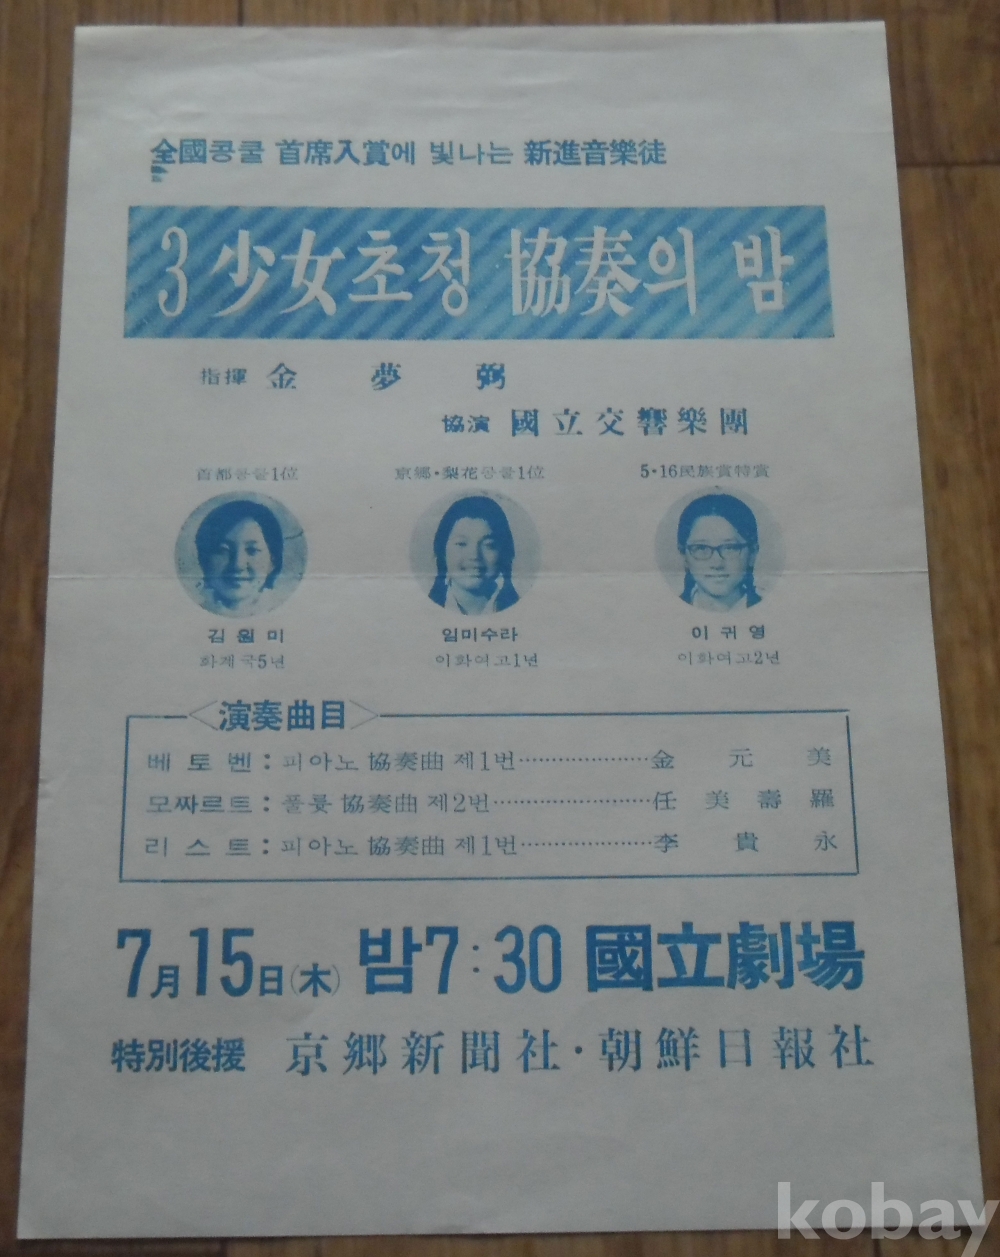 全國콩쿨 首席入賞에 빛나는 新進音樂徒
3 少女초청 協奏의 밤
指揮 金 夢 弼
協演 國立交響樂團
首都콩쿨1位
京鄕·梨花콩쿨1位
5·16民族賞特賞
김원미
임미수라
이귀영
화계국5년
이화여고1년
이화여고2년
演奏曲目
베토벤: 피아노 協奏曲 제1번……………………金 元 美
모짜르트: 풀룻 協奏曲 제2번……………………任 美 壽 羅
리스트: 피아노 協奏曲 제1번……………………李 貴 永
7月15日(木) 밤7:30 國立劇場
特別後援 京鄕新聞社·朝鮮日報社
kobay